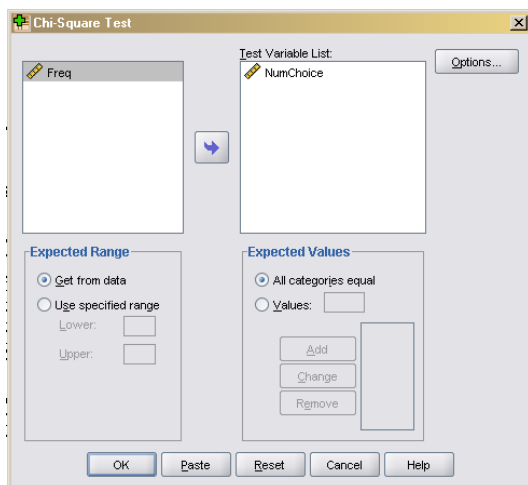 Chi-Square Test
Test Variable List:
Freq
NumChoice
Options...
Expected Range
Get from data
Use specified range
Lower:
Upper:
Expected Values
All categories equal
Values:
Add
Change
Remove
OK
Paste
Reset
Cancel
Help